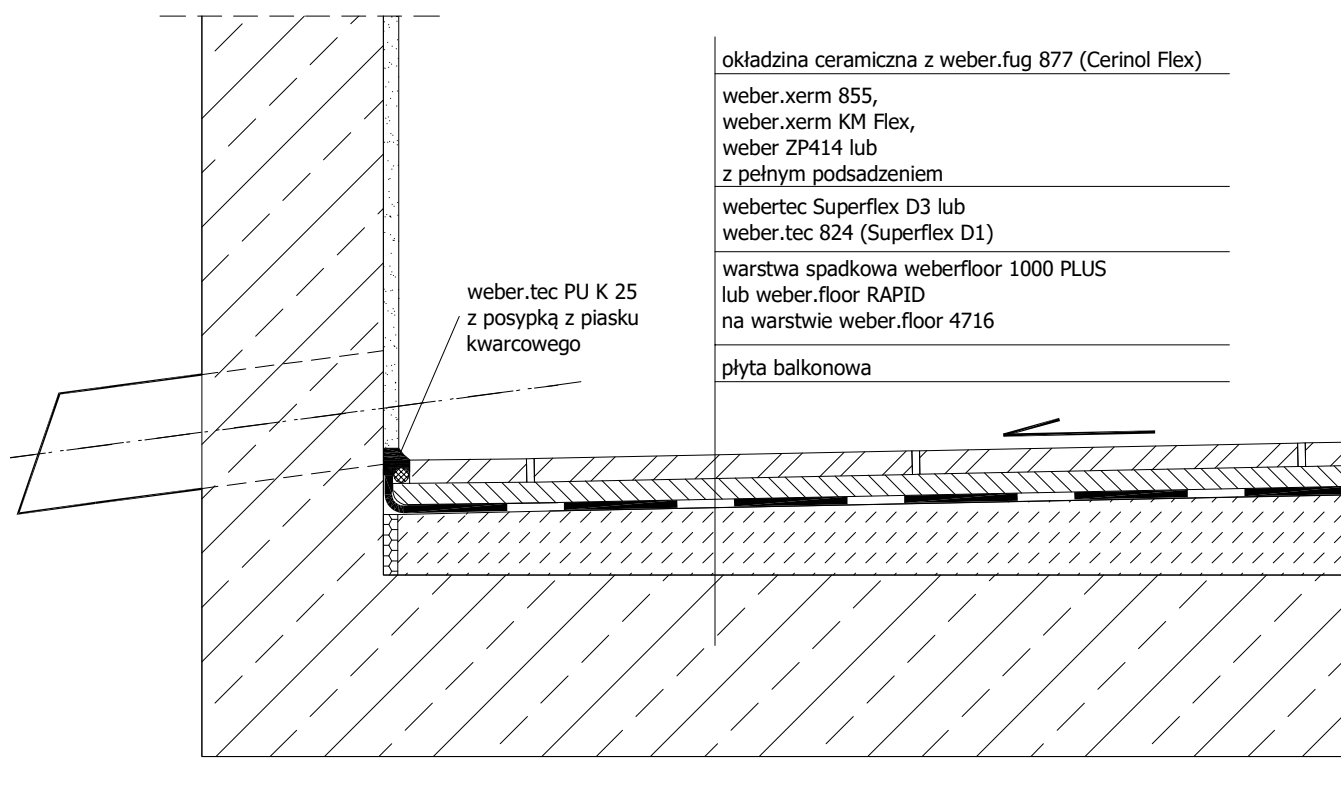 okładzina ceramiczna z weber.fug 877 (Cerinol Flex)
weber.xerm 855,
weber.xerm KM Flex,
weber ZP414 lub
z pełnym podsadzeniem
webertec Superflex D3 lub
weber.tec 824 (Superflex D1)
warstwa spadkowa weberfloor 1000 PLUS
lub weber.floor RAPID
na warstwie weber.floor 4716
płyta balkonowa
weber.tec PU K 25
z posypką z piasku
kwarcowego